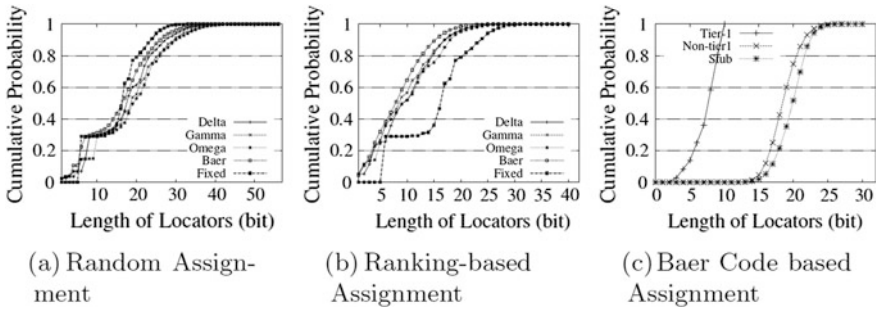 Cumulative Probability
1
0.8
0.6
0.4
0.2
0
Delta
Gamma
Omega
Baer
Fixed
10 20 30 40 50
Length of Locators (bit)
(a) Random Assign-
ment
Cumulative Probability
1
0.8
0.6
0.4
0.2
0
Delta
Gamma
Omega
Baer
Fixed
5 10 15 20 25 30 35 40
Length of Locators (bit)
(b) Ranking-based
Assignment
Cumulative Probability
1
0.8
0.6
0.4
0.2
0
Tier-1
Non-tier1
Stub
0 5 10 15 20 25 30
Length of Locators (bit)
(c) Baer Code based
Assignment